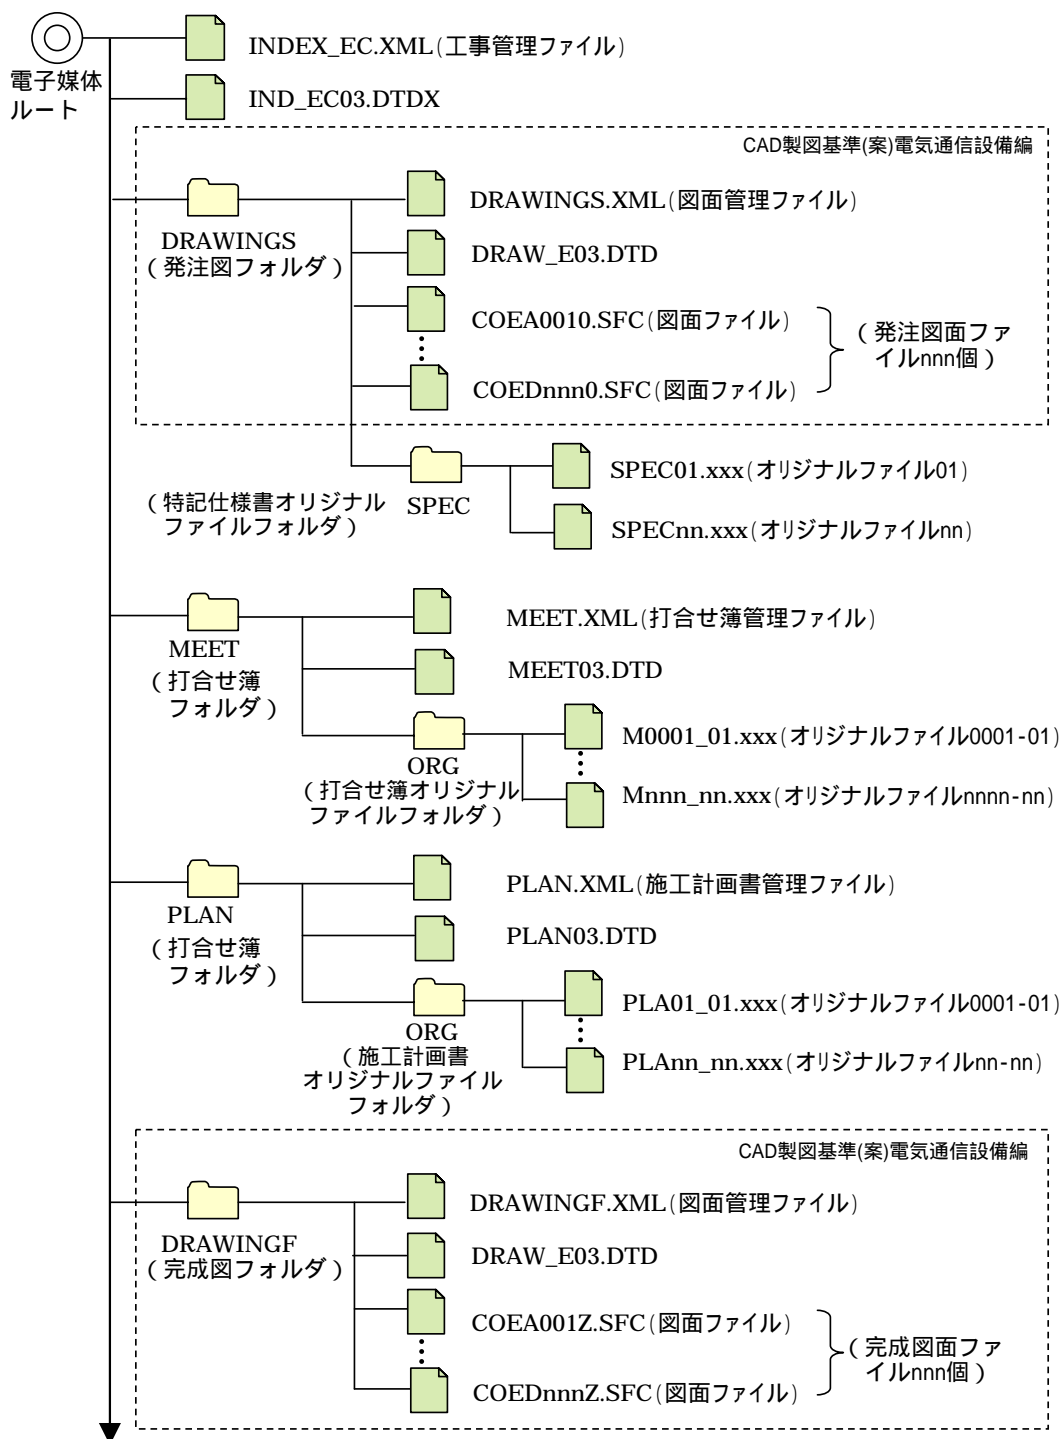 INDEX_EC.XML(工事管理ファイル)
電子媒体
ルート
IND_EC03.DTDX
CAD製図基準(案)電気通信設備編
DRAWINGS.XML(図面管理ファイル)
DRAWINGS
(発注図フォルダ)
DRAW_E03.DTD
COEA0010.SFC(図面ファイル)
(発注図面ファ
イルnnn個)
COEDnnn0.SFC(図面ファイル)
SPEC01.xxx(オリジナルファイル01)
(特記仕様書オリジナル
ファイルフォルダ)
SPEC
SPECnn.xxx(オリジナルファイルnn)
MEET.XML(打合せ簿管理ファイル)
MEET
(打合せ簿
フォルダ)
MEET03.DTD
M0001_01.xxx(オリジナルファイル0001-01)
ORG
(打合せ簿オリジナル
ファイルフォルダ)
Mnnn_nn.xxx(オリジナルファイルnnnn-nn)
PLAN.XML(施工計画書管理ファイル)
PLAN
(打合せ簿
フォルダ)
PLAN03.DTD
PLA01_01.xxx(オリジナルファイル0001-01)
ORG
(施工計画書
オリジナルファイル
フォルダ)
PLAnn_nn.xxx(オリジナルファイルnn-nn)
CAD製図基準(案)電気通信設備編
DRAWINGF.XML(図面管理ファイル)
DRAWINGF
(完成図フォルダ)
DRAW_E03.DTD
COEA001Z.SFC(図面ファイル)
(完成図面ファ
イルnnn個)
COEDnnnZ.SFC(図面ファイル)